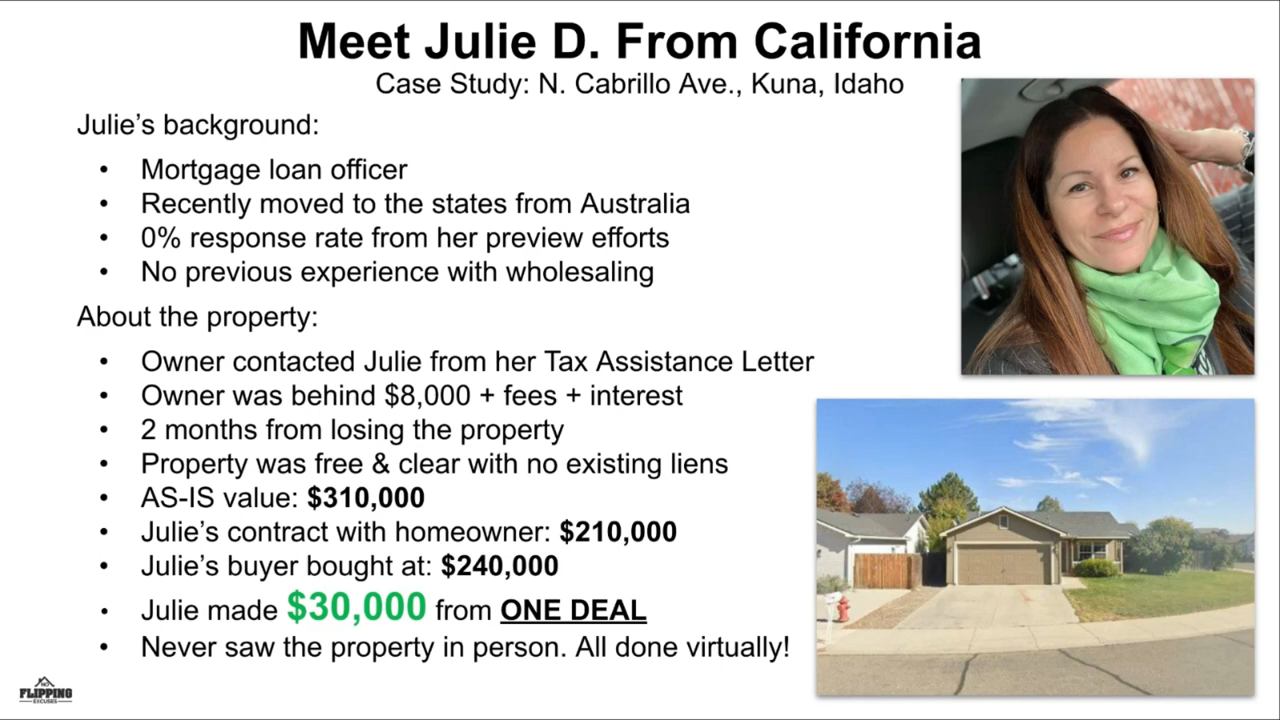 Meet Julie D. From California
Case Study: N. Cabrillo Ave., Kuna, Idaho
Julie's background:
• Mortgage loan officer
• Recently moved to the states from Australia
• 0% response rate from her preview efforts
• No previous experience with wholesaling
About the property:
• Owner contacted Julie from her Tax Assistance Letter
• Owner was behind $8,000 + fees + interest
• 2 months from losing the property
• Property was free & clear with no existing liens
• AS-IS value: $310,000
• Julie's contract with homeowner: $210,000
• Julie's buyer bought at: $240,000
• Julie made $30,000 from ONE DEAL
• Never saw the property in person. All done virtually!
NO
FLIPPING
EXCUSES